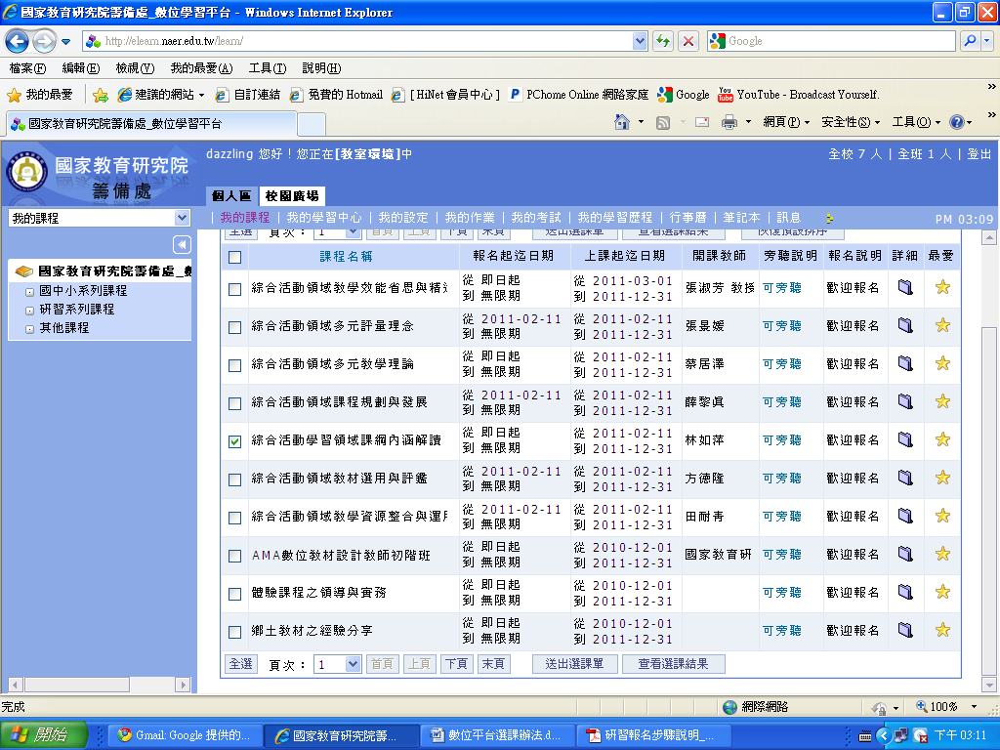 國家教育研究院籌備處_數位學習平台 - Windows Internet Explorer
http://elearn.naer.edu.tw/learn/
Google
檔案(F) 編輯(E) 檢視(V) 我的最愛(A) 工具(T) 說明(H)
我的最愛 建議的網站 自訂連結 免費的 Hotmail [ HiNet 會員中心 ] PChome Online 網路家庭 Google YouTube - Broadcast Yourself.
國家教育研究院籌備處_數位學習平台
網頁(P) 安全性(S) 工具(O)
國家教育研究院
籌備處
dazzling 您好！您正在[教室環境]中
全校 7 人 | 全班 1 人 | 登出
個人區 校園廣場
我的課程
| 我的課程 | 我的學習中心 | 我的設定 | 我的作業 | 我的考試 | 我的學習歷程 | 行事曆 | 筆記本 | 訊息
PM 03:09
國家教育研究院籌備處_
國中小系列課程
研習系列課程
其他課程
全選 頁次： 1 首頁 上頁 下頁 末頁 送出選課單 查看選課結果 恢復預設排序
課程名稱 報名起迄日期 上課起迄日期 開課教師 旁聽說明 報名說明 詳細 最愛
綜合活動領域教學效能省思與精 從 即日起 到 無限期 從 2011-03-01 到 2011-12-31 張淑芳 教授 可旁聽 歡迎報名
綜合活動領域多元評量理念 從 2011-02-11 到 無限期 從 2011-02-11 到 2011-12-31 張景媛 可旁聽 歡迎報名
綜合活動領域多元教學理論 從 即日起 到 無限期 從 2011-02-11 到 2011-12-31 蔡居澤 可旁聽 歡迎報名
綜合活動領域課程規劃與發展 從 2011-02-11 到 無限期 從 2011-02-11 到 2011-12-31 薛黎眞 可旁聽 歡迎報名
綜合活動學習領域課綱內涵解讀 從 即日起 到 無限期 從 2011-02-11 到 2011-12-31 林如萍 可旁聽 歡迎報名
綜合活動領域教材選用與評鑑 從 2011-02-11 到 無限期 從 2011-02-11 到 2011-12-31 方德隆 可旁聽 歡迎報名
綜合活動領域教學資源整合與運用 從 2011-02-11 到 無限期 從 2011-02-11 到 2011-12-31 田耐青 可旁聽 歡迎報名
AMA數位教材設計教師初階班 從 即日起 到 無限期 從 2010-12-01 到 2011-12-31 國家教育研 可旁聽 歡迎報名
體驗課程之領導與實務 從 即日起 到 無限期 從 2010-12-01 到 2011-12-31 可旁聽 歡迎報名
鄉土教材之經驗分享 從 即日起 到 無限期 從 2010-12-01 到 2011-12-31 可旁聽 歡迎報名
全選 頁次： 1 首頁 上頁 下頁 末頁 送出選課單 查看選課結果
完成 網際網路 100%
開始 Gmail: Google 提供的... 國家教育研究院籌... 數位平台選課辦法.d... 研習報名步驟說明_... 下午 03:11